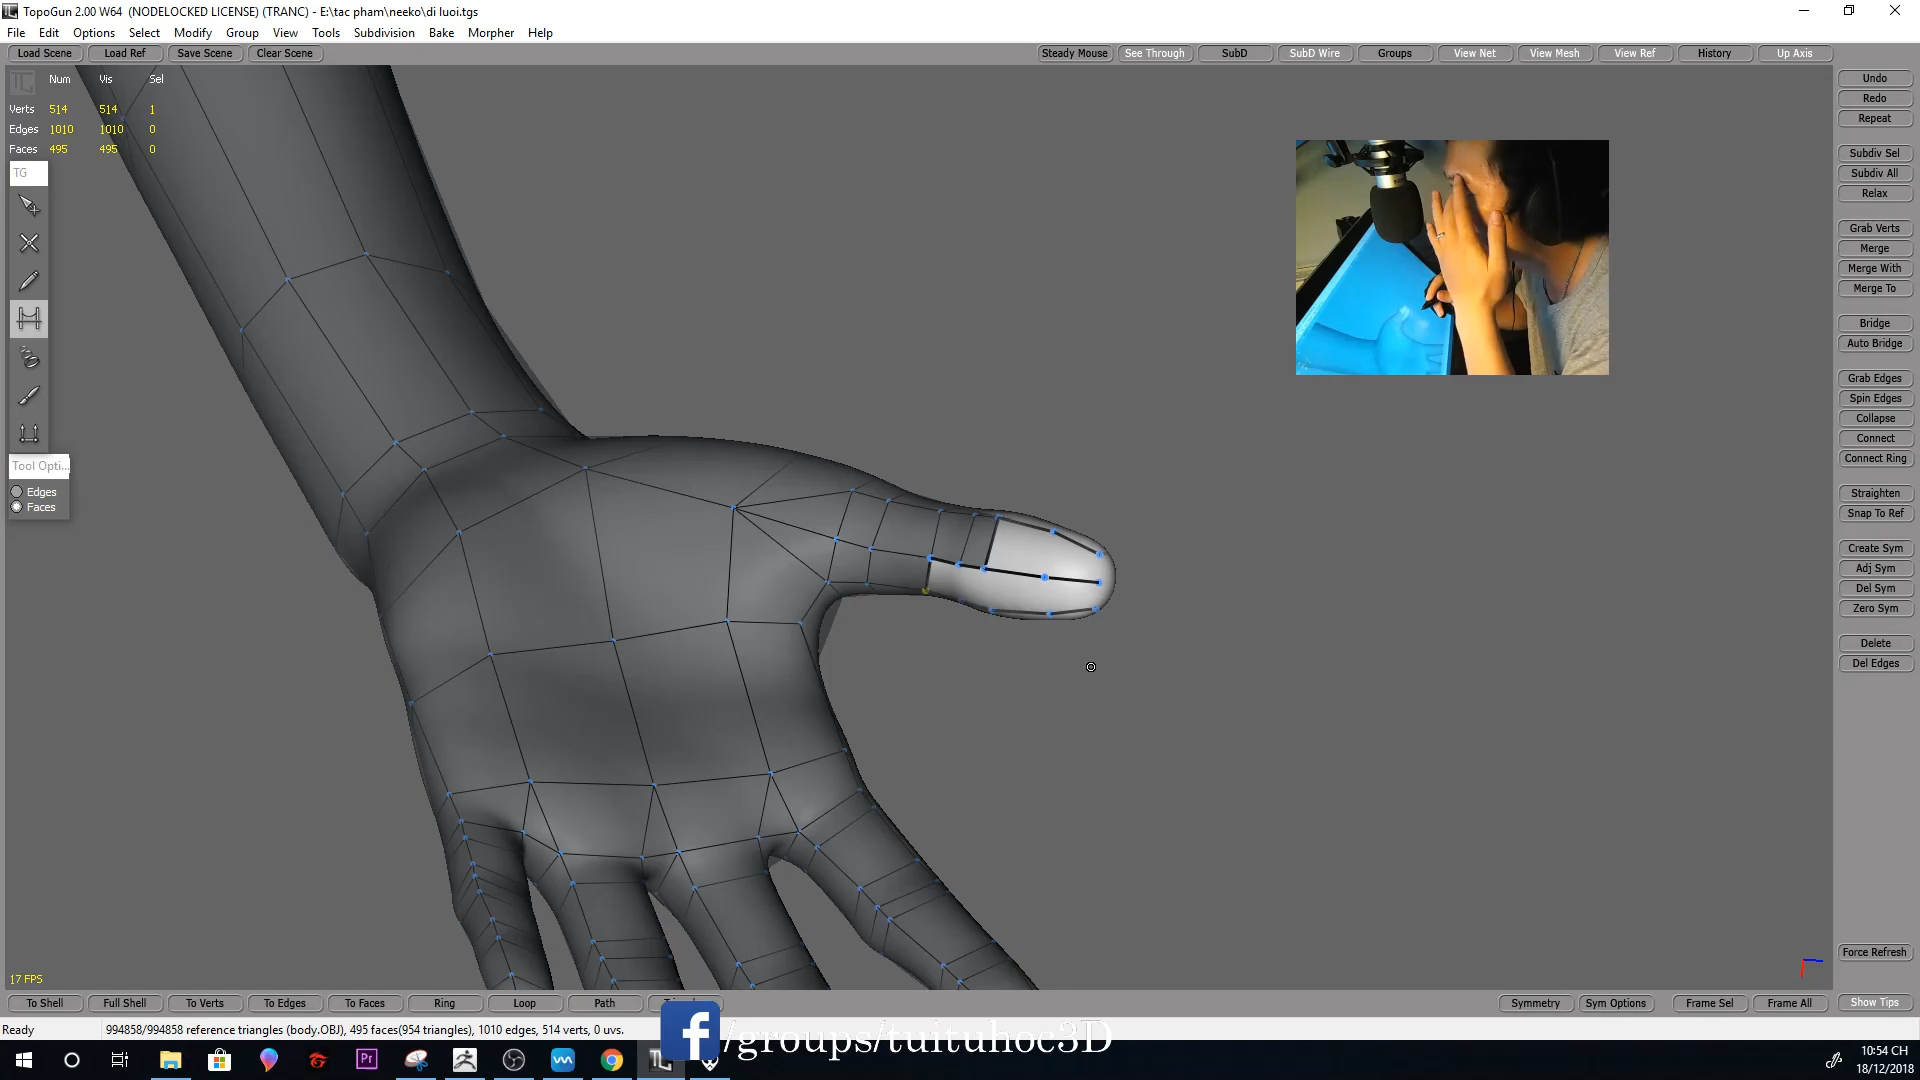 TopoGun 2.00 W64 (NODELOCKED LICENSE) (TRANC) - E:\tac pham\neeko\di luoi.tgs
File Edit Options Select Modify Group View Tools Subdivision Bake Morpher Help
Load Scene Load Ref Save Scene Clear Scene Steady Mouse See Through SubD SubD Wire Groups View Net View Mesh View Ref History Up Axis
Num Vis Sel
Verts 514 514 1
Edges 1010 1010 0
Faces 495 495 0
TG
Tool Opti...
Edges
Faces
Undo
Redo
Repeat
Subdiv Sel
Subdiv All
Relax
Grab Verts
Merge
Merge With
Merge To
Bridge
Auto Bridge
Grab Edges
Spin Edges
Collapse
Connect
Connect Ring
Straighten
Snap To Ref
Create Sym
Adj Sym
Del Sym
Zero Sym
Delete
Del Edges
Force Refresh
17 FPS
To Shell Full Shell To Verts To Edges To Faces Ring Loop Path Symmetry Sym Options Frame Sel Frame All Show Tips
Ready 994858/994858 reference triangles (body.OBJ), 495 faces(954 triangles), 1010 edges, 514 verts, 0 uvs.
f /groups/tuituhoc3D
Pr
10:54 CH
18/12/2018